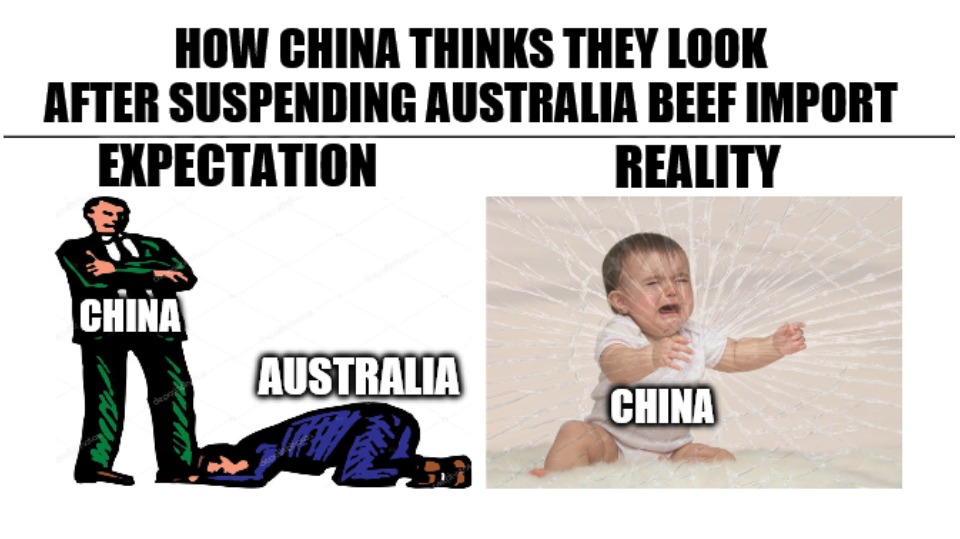 HOW CHINA THINKS THEY LOOK
AFTER SUSPENDING AUSTRALIA BEEF IMPORT
EXPECTATION
REALITY
CHINA
AUSTRALIA
CHINA